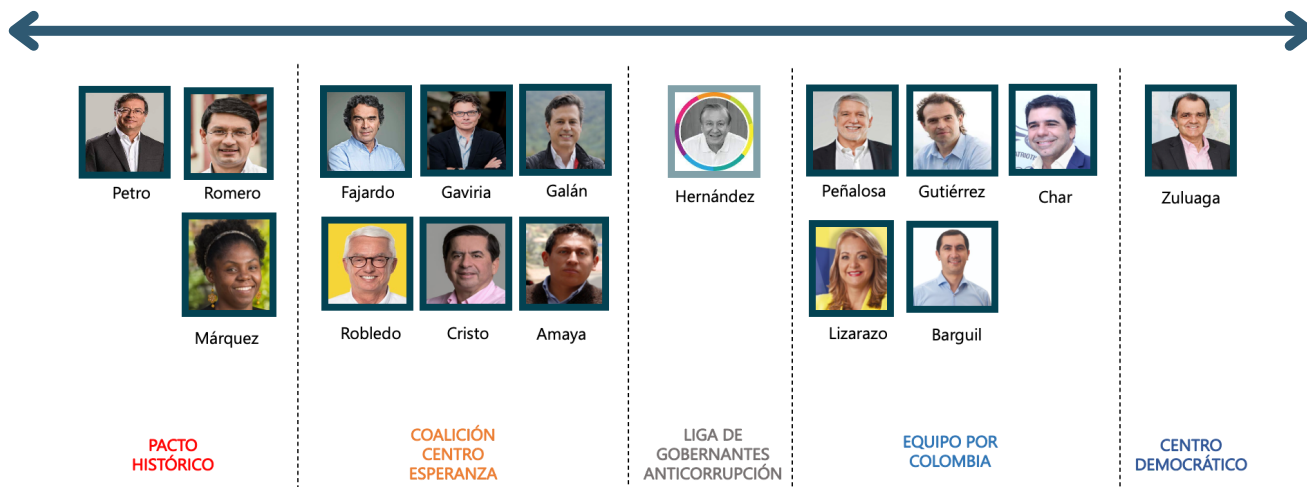 Petro
Romero
Márquez
PACTO
HISTÓRICO
Fajardo
Gaviria
Galán
Robledo
Cristo
Amaya
COALICIÓN
CENTRO
ESPERANZA
Hernández
LIGA DE
GOBERNANTES
ANTICORRUPCIÓN
Peñalosa
Gutiérrez
Char
Lizarazo
Barguil
EQUIPO POR
COLOMBIA
Zuluaga
CENTRO
DEMOCRÁTICO